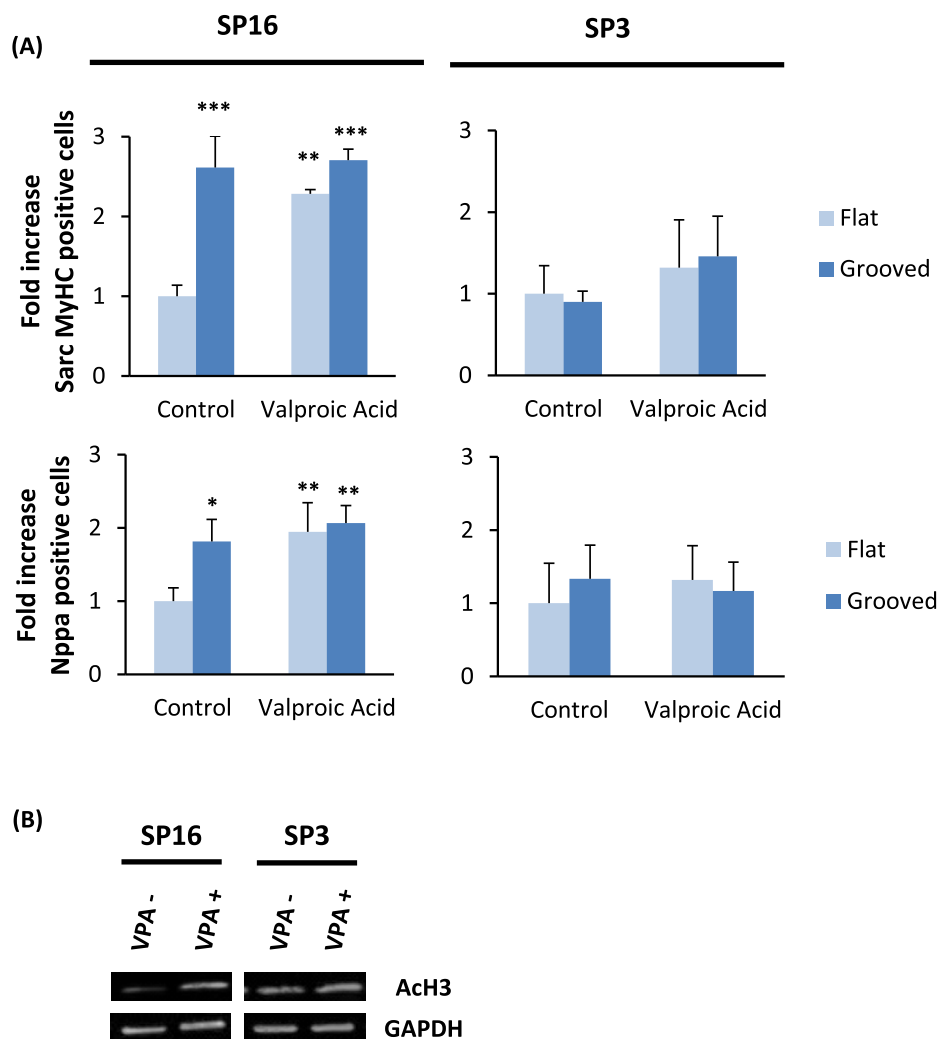 (A)
SP16
SP3
***
**
***
Fold increase
Sarc MyHC positive cells
3
2
1
0
Control
Valproic Acid
3
2
1
0
Control
Valproic Acid
Flat
Grooved
*
**
**
Fold increase
Nppa positive cells
3
2
1
0
Control
Valproic Acid
3
2
1
0
Control
Valproic Acid
Flat
Grooved
(B)
SP16
SP3
VPA -
VPA +
VPA -
VPA +
AcH3
GAPDH